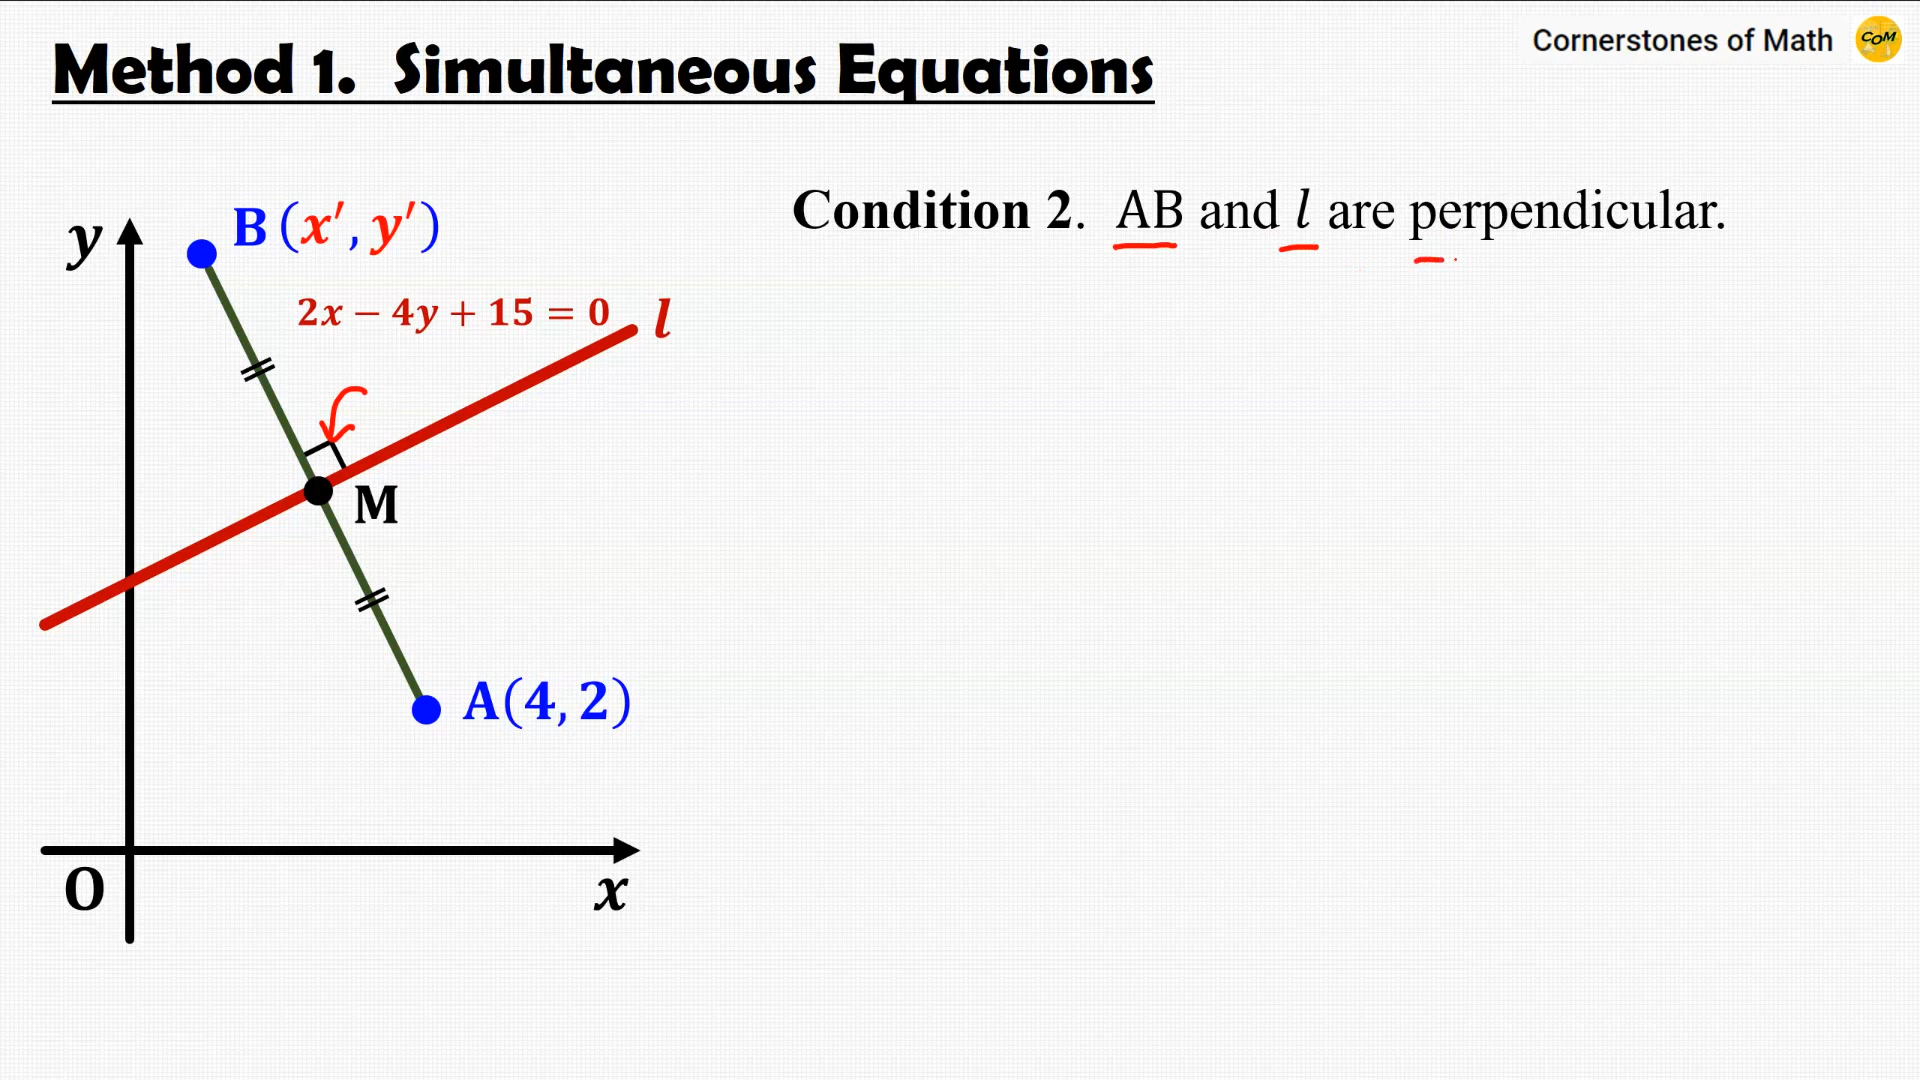 Cornerstones of Math
COM
Method 1. Simultaneous Equations
Condition 2. AB and l are perpendicular.
y
B (x′, y′)
2x − 4y + 15 = 0
l
M
A(4, 2)
O
x